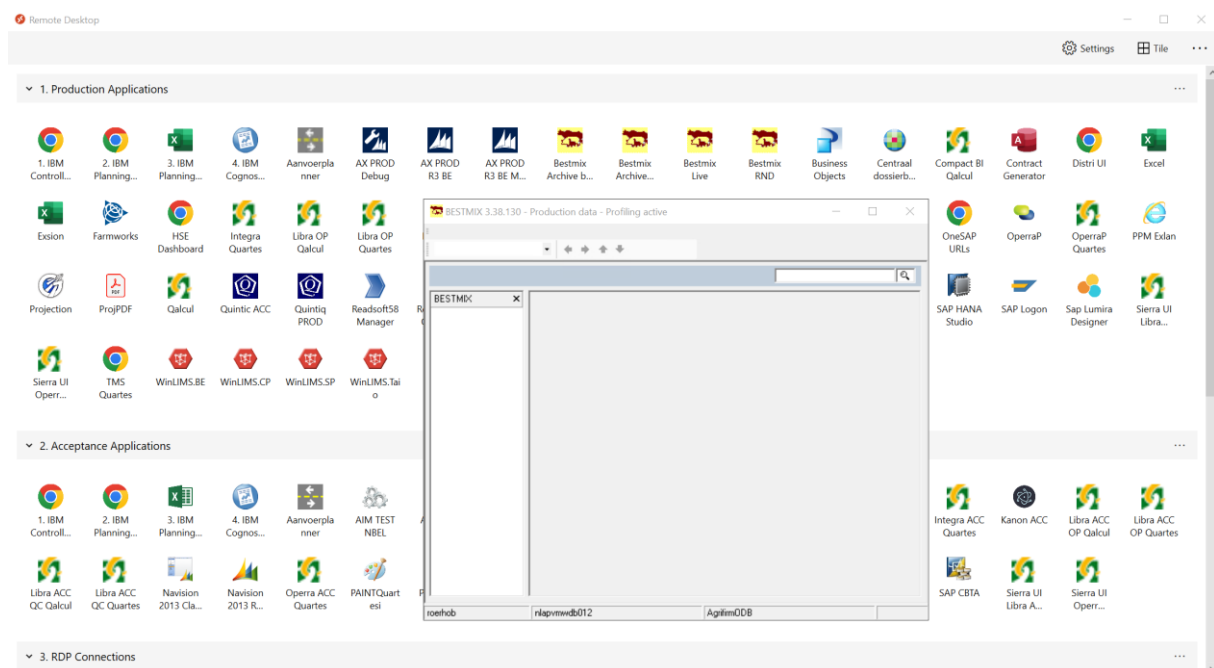 Remote Desktop
Settings
Tile
1. Production Applications
1. IBM Controll...
2. IBM Planning...
3. IBM Planning...
4. IBM Cognos...
Aanvoerpla nner
AX PROD Debug
AX PROD R3 BE
AX PROD R3 BE M...
Bestmix Archive b...
Bestmix Archive...
Bestmix Live
Bestmix RND
Business Objects
Centraal dossierb...
Compact BI Qalcul
Contract Generator
Distri UI
Excel
Exsion
Farmworks
HSE Dashboard
Integra Quartes
Libra OP Qalcul
Libra OP Quartes
OneSAP URLs
OperraP
OperraP Quartes
PPM Exlan
Projection
ProjPDF
Qalcul
Quintic ACC
Quintiq PROD
Readsoft58 Manager
SAP HANA Studio
SAP Logon
Sap Lumira Designer
Sierra UI Libra...
Sierra UI Operr...
TMS Quartes
WinLIMS.BE
WinLIMS.CP
WinLIMS.SP
WinLIMS.Tai o
BESTMIX 3.38.130 - Production data - Profiling active
BESTMIX
roerhob
nlapvmwdb012
AgrifirmODB
2. Acceptance Applications
1. IBM Controll...
2. IBM Planning...
3. IBM Planning...
4. IBM Cognos...
Aanvoerpla nner
AIM TEST NBEL
Integra ACC Quartes
Kanon ACC
Libra ACC OP Qalcul
Libra ACC OP Quartes
Libra ACC QC Qalcul
Libra ACC QC Quartes
Navision 2013 Cla...
Navision 2013 R...
Operra ACC Quartes
PAINTQuart esi
SAP CBTA
Sierra UI Libra A...
Sierra UI Operr...
3. RDP Connections